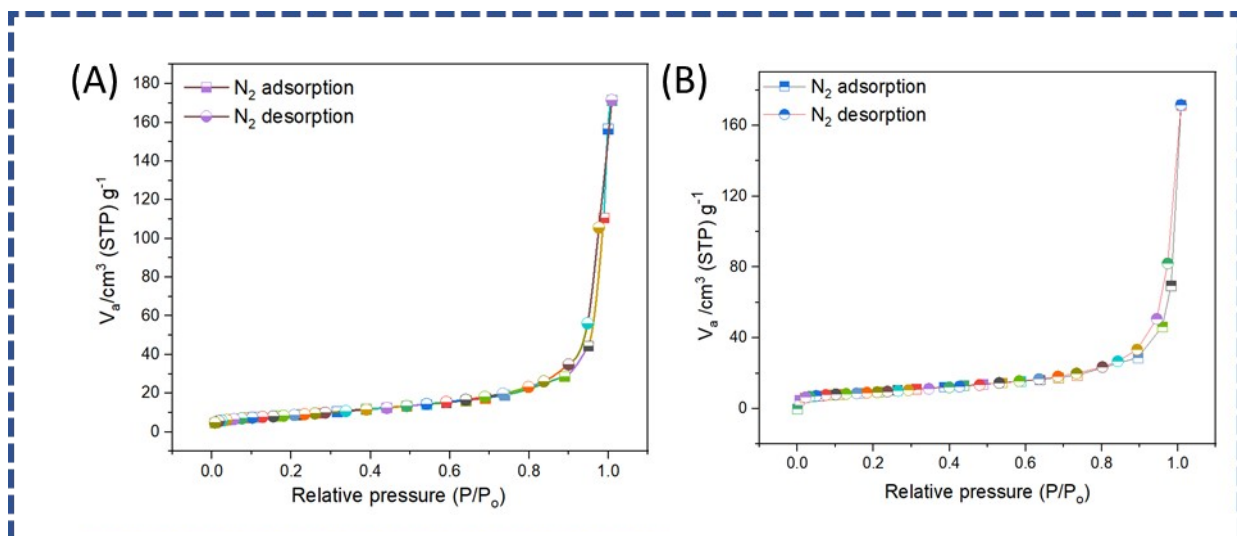 (A)
N₂ adsorption
N₂ desorption
180
160
140
120
100
80
60
40
20
0
Vₐ/cm³ (STP) g⁻¹
0.0 0.2 0.4 0.6 0.8 1.0
Relative pressure (P/Pₒ)
(B)
N₂ adsorption
N₂ desorption
160
120
80
40
0
Vₐ /cm³ (STP) g⁻¹
0.0 0.2 0.4 0.6 0.8 1.0
Relative pressure (P/Pₒ)